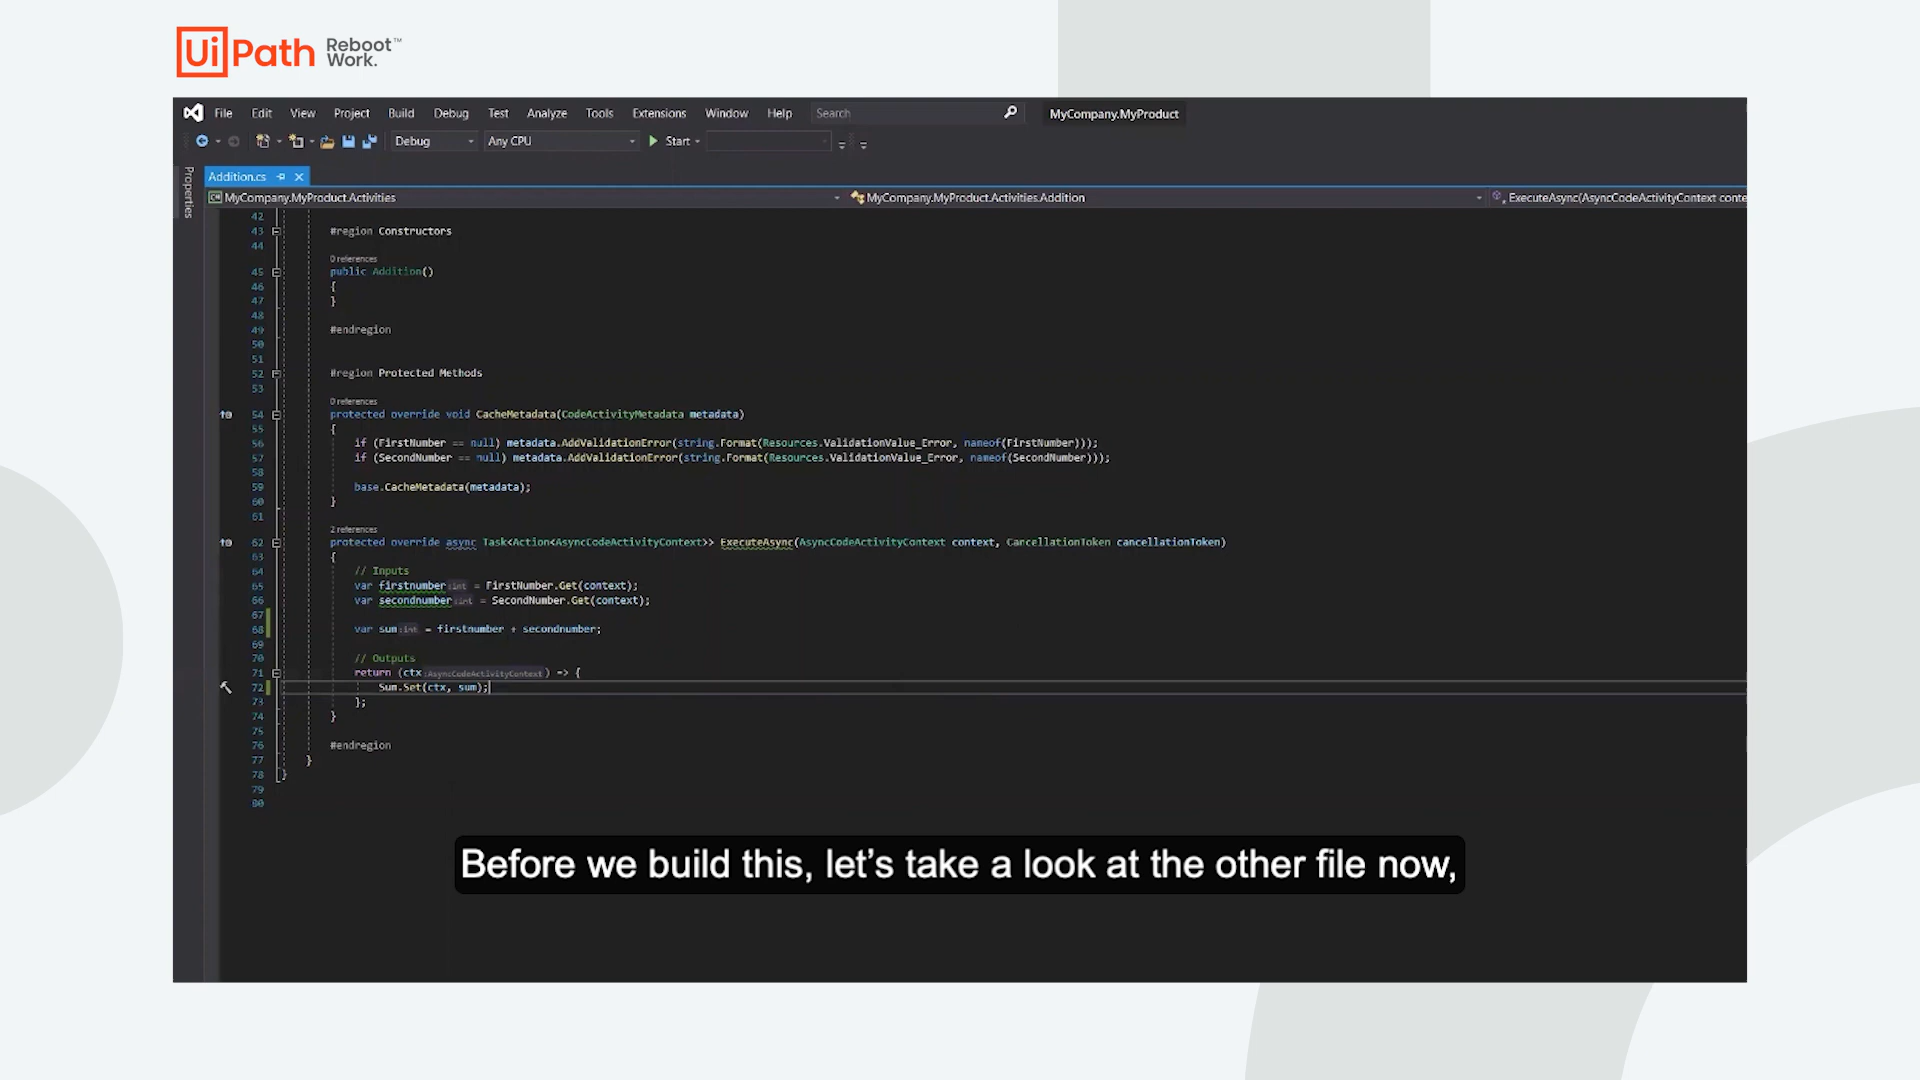 UiPath Reboot Work.™
File Edit View Project Build Debug Test Analyze Tools Extensions Window Help Search MyCompany.MyProduct
Debug Any CPU Start
Properties
Addition.cs
MyCompany.MyProduct.Activities MyCompany.MyProduct.Activities.Addition ExecuteAsync(AsyncCodeActivityContext conte
42
43 #region Constructors
44
0 references
45 public Addition()
46 {
47 }
48
49 #endregion
50
51
52 #region Protected Methods
53
0 references
54 protected override void CacheMetadata(CodeActivityMetadata metadata)
55 {
56 if (FirstNumber == null) metadata.AddValidationError(string.Format(Resources.ValidationValue_Error, nameof(FirstNumber)));
57 if (SecondNumber == null) metadata.AddValidationError(string.Format(Resources.ValidationValue_Error, nameof(SecondNumber)));
58
59 base.CacheMetadata(metadata);
60 }
61
2 references
62 protected override async Task<Action<AsyncCodeActivityContext>> ExecuteAsync(AsyncCodeActivityContext context, CancellationToken cancellationToken)
63 {
64 // Inputs
65 var firstnumber:int = FirstNumber.Get(context);
66 var secondnumber:int = SecondNumber.Get(context);
67
68 var sum:int = firstnumber + secondnumber;
69
70 // Outputs
71 return (ctx:AsyncCodeActivityContext) => {
72 Sum.Set(ctx, sum);
73 };
74 }
75
76 #endregion
77 }
78 }
79
80
Before we build this, let's take a look at the other file now,